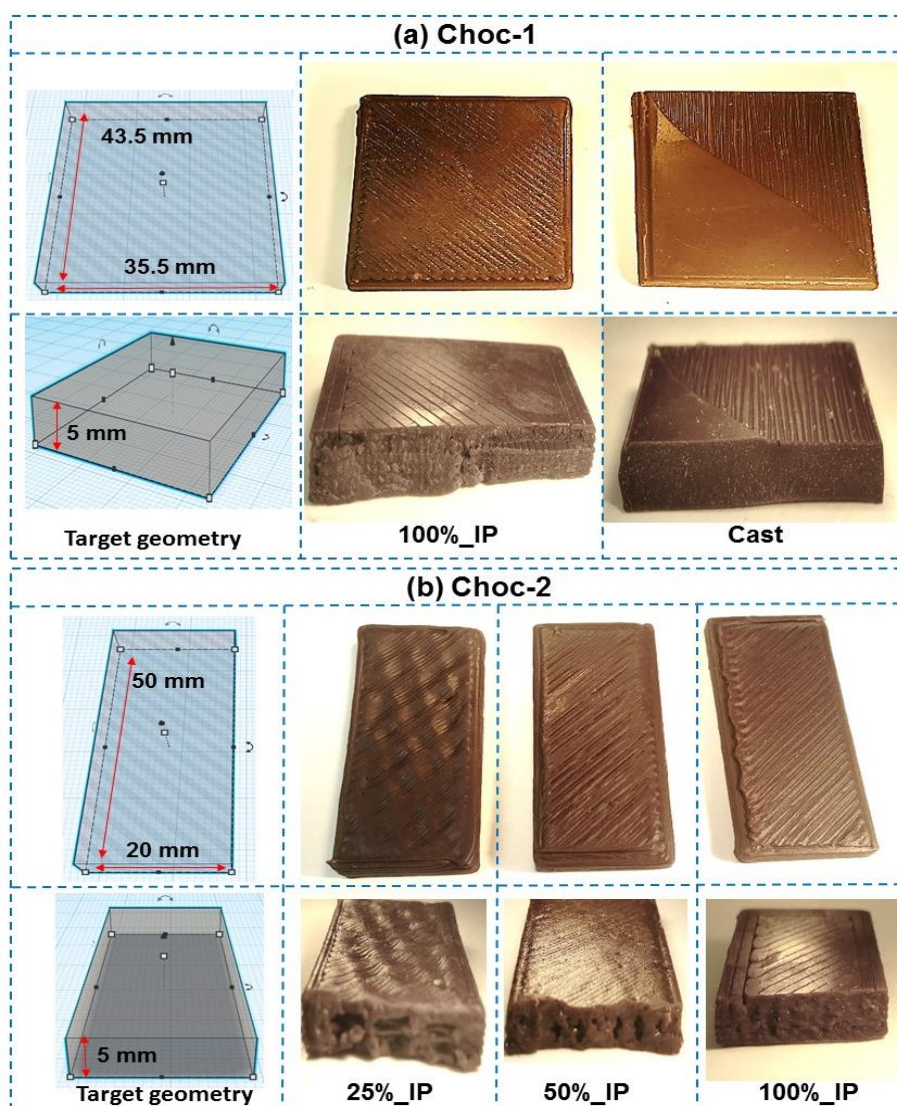 (a) Choc-1
43.5 mm
35.5 mm
5 mm
Target geometry
100%_IP
Cast
(b) Choc-2
50 mm
20 mm
5 mm
Target geometry
25%_IP
50%_IP
100%_IP